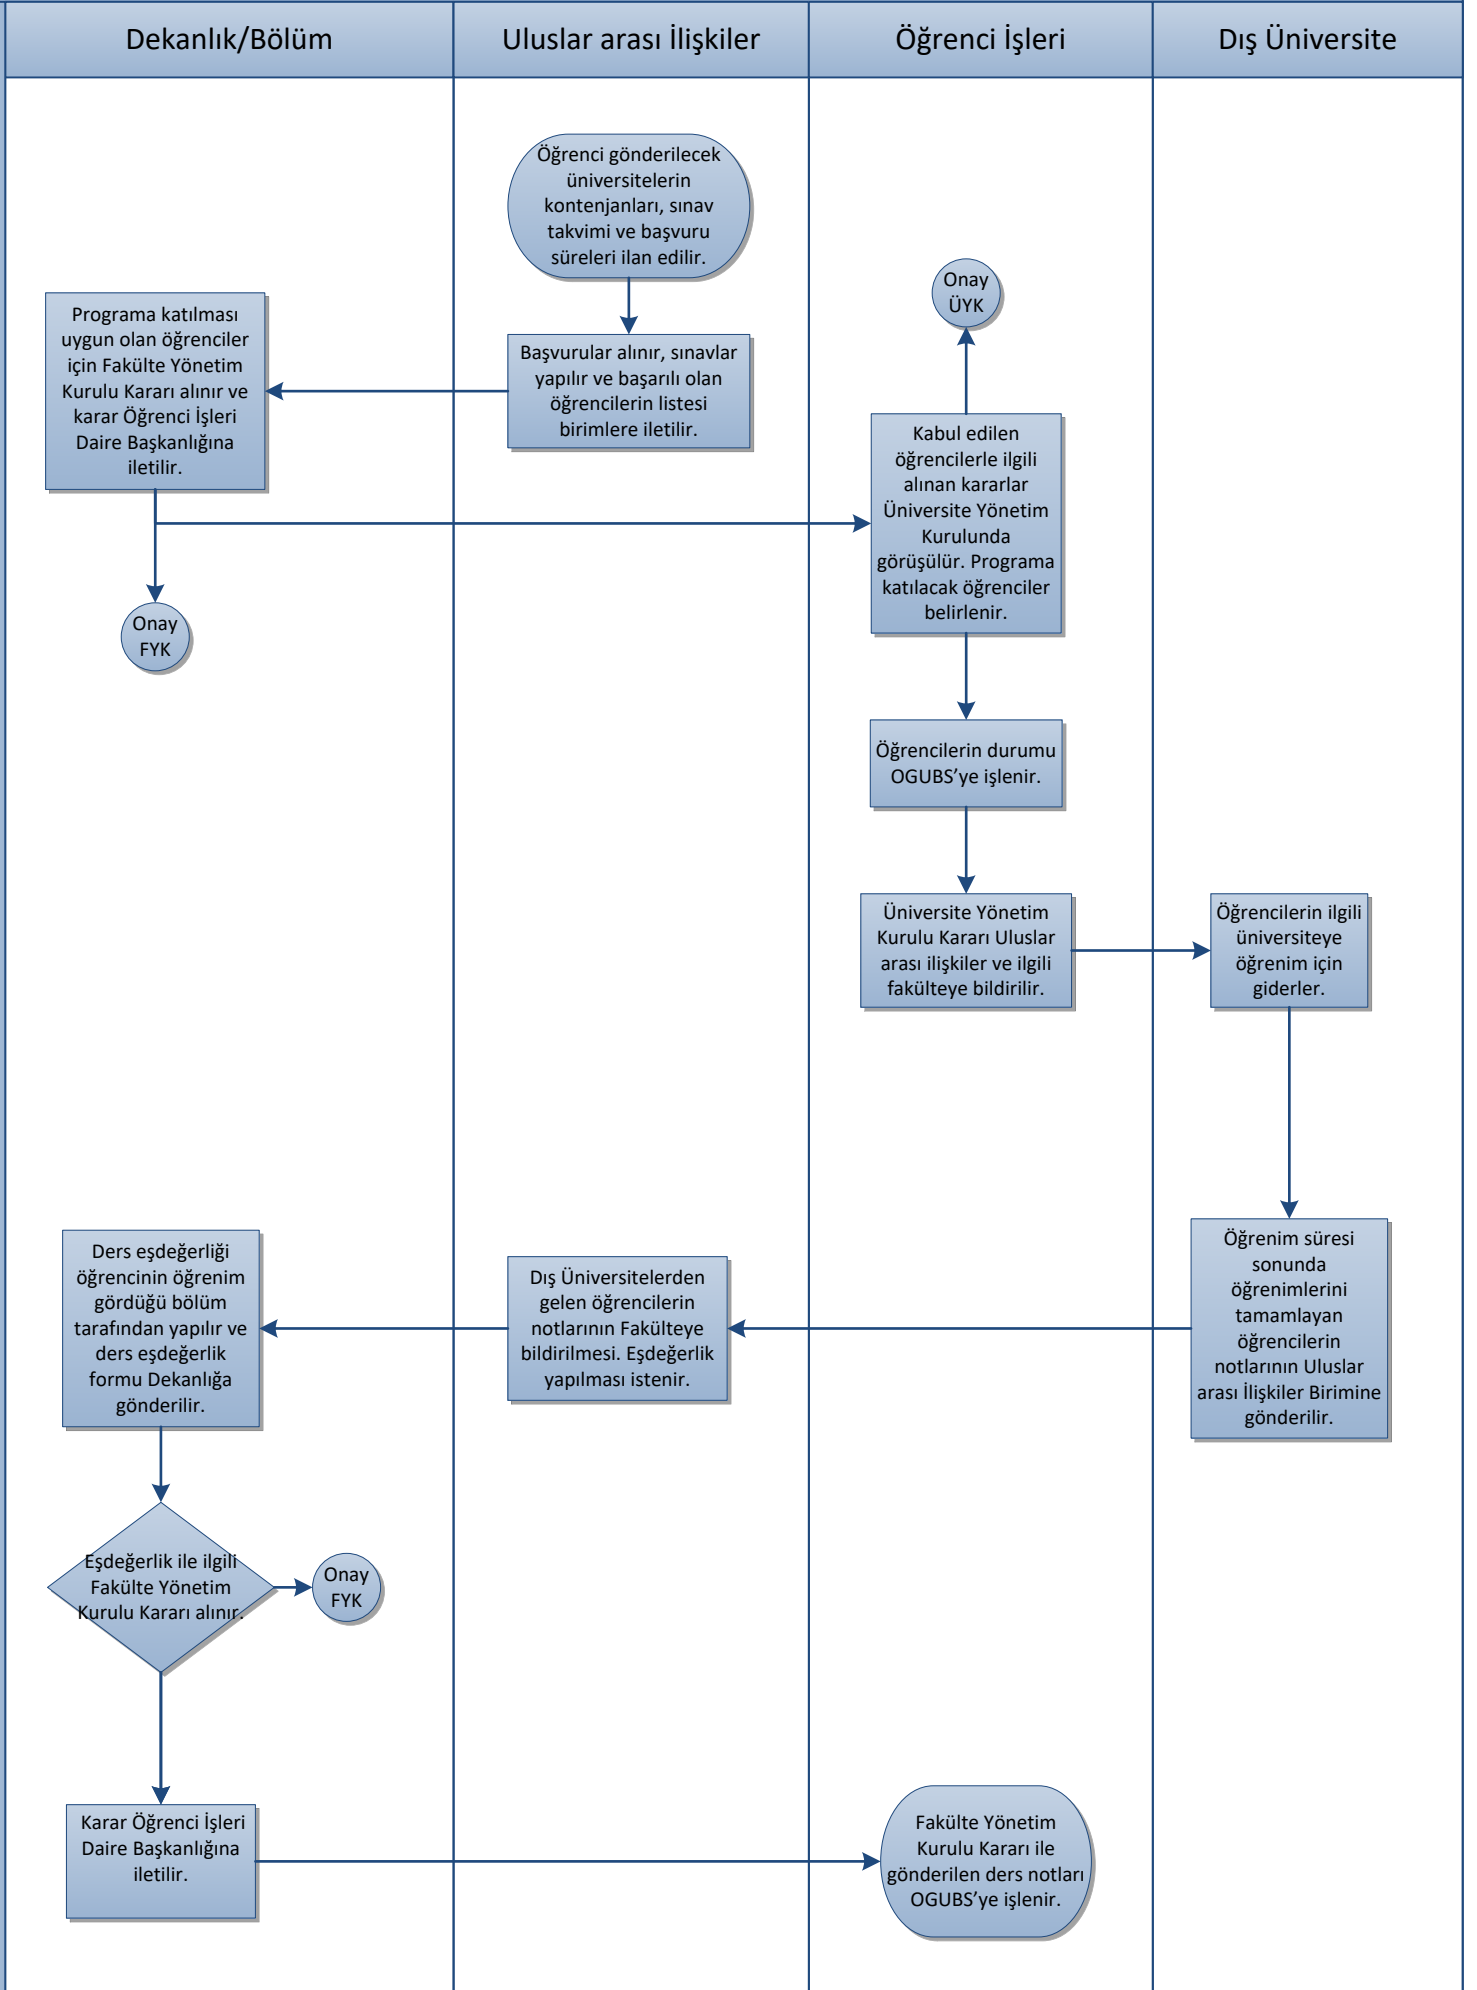 Dekanlık/Bölüm
Uluslar arası İlişkiler
Öğrenci İşleri
Dış Üniversite
Öğrenci gönderilecek
üniversitelerin
kontenjanları, sınav
takvimi ve başvuru
süreleri ilan edilir.
Onay
ÜYK
Programa katılması
uygun olan öğrenciler
için Fakülte Yönetim
Kurulu Kararı alınır ve
karar Öğrenci İşleri
Daire Başkanlığına
iletilir.
Başvurular alınır, sınavlar
yapılır ve başarılı olan
öğrencilerin listesi
birimlere iletilir.
Kabul edilen
öğrencilerle ilgili
alınan kararlar
Üniversite Yönetim
Kurulunda
görüşülür. Programa
katılacak öğrenciler
belirlenir.
Onay
FYK
Öğrencilerin durumu
OGUBS’ye işlenir.
Üniversite Yönetim
Kurulu Kararı Uluslar
arası ilişkiler ve ilgili
fakülteye bildirilir.
Öğrencilerin ilgili
üniversiteye
öğrenim için
giderler.
Öğrenim süresi
sonunda
öğrenimlerini
tamamlayan
öğrencilerin
notlarının Uluslar
arası İlişkiler Birimine
gönderilir.
Dış Üniversitelerden
gelen öğrencilerin
notlarının Fakülteye
bildirilmesi. Eşdeğerlik
yapılması istenir.
Ders eşdeğerliği
öğrencinin öğrenim
gördüğü bölüm
tarafından yapılır ve
ders eşdeğerlik
formu Dekanlığa
gönderilir.
Eşdeğerlik ile ilgili
Fakülte Yönetim
Kurulu Kararı alınır.
Onay
FYK
Karar Öğrenci İşleri
Daire Başkanlığına
iletilir.
Fakülte Yönetim
Kurulu Kararı ile
gönderilen ders notları
OGUBS’ye işlenir.